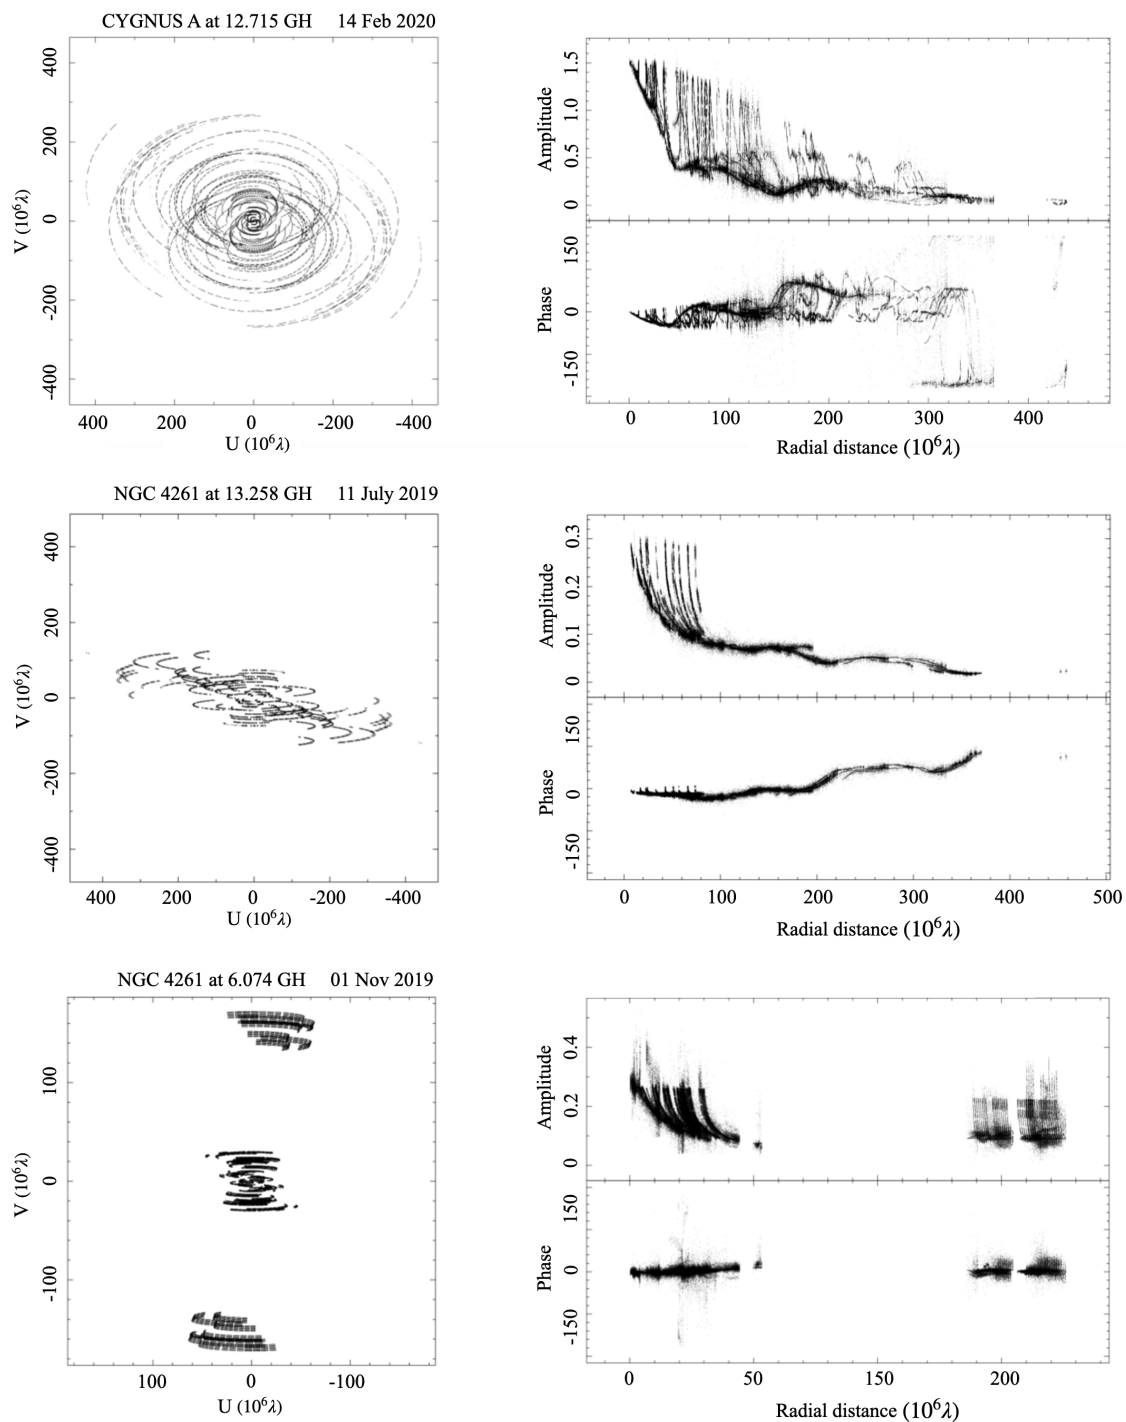 CYGNUS A at 12.715 GH 14 Feb 2020
400
200
0
-200
-400
V (10⁶λ)
400 200 0 -200 -400
U (10⁶λ)
1.5
1.0
0.5
0
Amplitude
150
0
-150
Phase
0 100 200 300 400
Radial distance (10⁶λ)
NGC 4261 at 13.258 GH 11 July 2019
400
200
0
-200
-400
V (10⁶λ)
400 200 0 -200 -400
U (10⁶λ)
0.3
0.2
0.1
0
Amplitude
150
0
-150
Phase
0 100 200 300 400 500
Radial distance (10⁶λ)
NGC 4261 at 6.074 GH 01 Nov 2019
100
0
-100
V (10⁶λ)
100 0 -100
U (10⁶λ)
0.4
0.2
0
Amplitude
150
0
-150
Phase
0 50 150 200
Radial distance (10⁶λ)